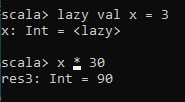 scala> lazy val x = 3
x: Int = <lazy>
scala> x * 30
res3: Int = 90